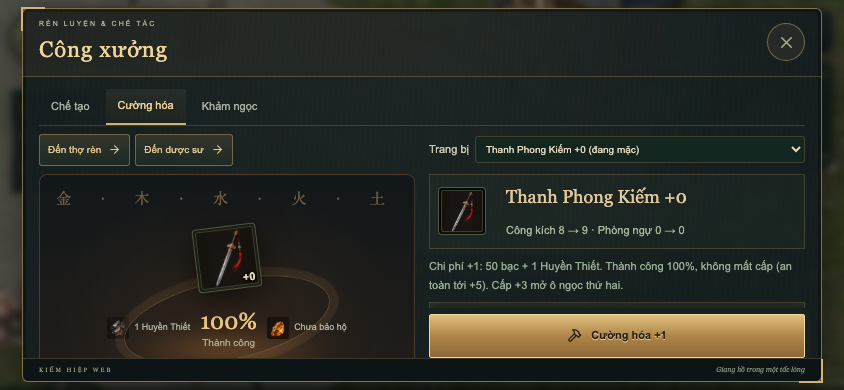 RÈN LUYỆN & CHẾ TÁC
Công xưởng
Chế tạo
Cường hóa
Khảm ngọc
Đến thợ rèn →
Đến dược sư →
金 · 木 · 水 · 火 · 土
+0
1 Huyền Thiết
100%
Thành công
Chưa bảo hộ
Trang bị
Thanh Phong Kiếm +0 (đang mặc)
Thanh Phong Kiếm +0
Công kích 8 → 9 · Phòng ngự 0 → 0
Chi phí +1: 50 bạc + 1 Huyền Thiết. Thành công 100%, không mất cấp (an
toàn tới +5). Cấp +3 mở ô ngọc thứ hai.
Cường hóa +1
KIẾM HIỆP WEB
Giang hồ trong một tấc lòng